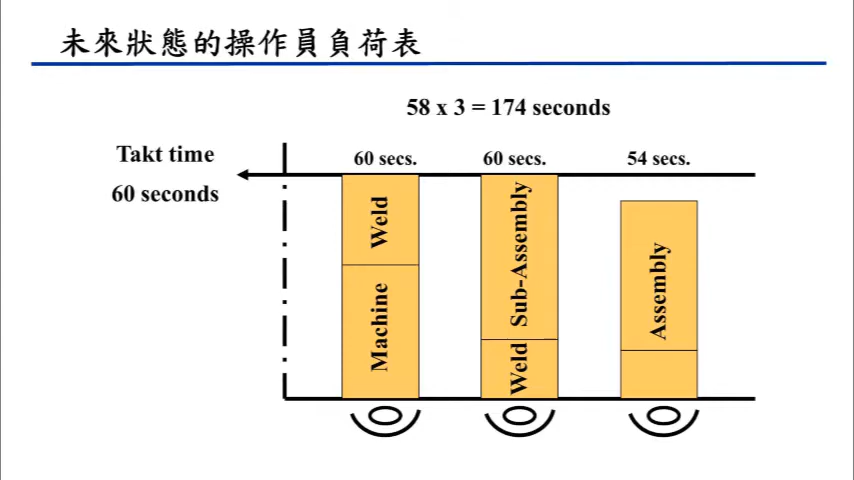 未來狀態的操作員負荷表
58 x 3 = 174 seconds
Takt time
60 seconds
60 secs.
60 secs.
54 secs.
Weld
Machine
Sub-Assembly
Weld
Assembly